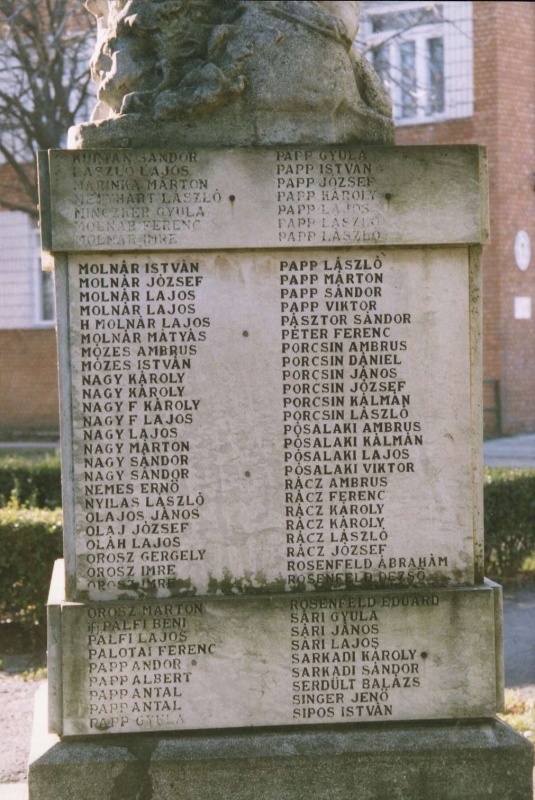 KURJÁN SÁNDOR
LÁSZLÓ LAJOS
MARINKA MÁRTON
MEINHART LÁSZLÓ
NINCZKER GYULA
MOLNÁR FERENC
MOLNÁR IMRE
MOLNÁR ISTVÁN
MOLNÁR JÓZSEF
MOLNÁR LAJOS
MOLNÁR LAJOS
H MOLNÁR LAJOS
MOLNÁR MÁTYÁS
MÓZES AMBRUS
MÓZES ISTVÁN
NAGY KÁROLY
NAGY KÁROLY
NAGY F KÁROLY
NAGY F LAJOS
NAGY LAJOS
NAGY MÁRTON
NAGY SÁNDOR
NAGY SÁNDOR
NEMES ERNŐ
NYILAS LÁSZLÓ
OLAJOS JÁNOS
OLAJ JÓZSEF
OLÁH LAJOS
OROSZ GERGELY
OROSZ IMRE
OROSZ IMRE
OROSZ MÁRTON
PÁLFI BENI
PÁLFI LAJOS
PALOTAI FERENC
PAPP ANDOR
PAPP ALBERT
PAPP ANTAL
PAPP ANTAL
PAPP GYULA
PAPP GYULA
PAPP ISTVÁN
PAPP JÓZSEF
PAPP KÁROLY
PAPP LAJOS
PAPP LÁSZLÓ
PAPP LÁSZLÓ
PAPP LÁSZLÓ
PAPP MÁRTON
PAPP SÁNDOR
PAPP VIKTOR
PÁSZTOR SÁNDOR
PÉTER FERENC
PORCSIN AMBRUS
PORCSIN DÁNIEL
PORCSIN JÁNOS
PORCSIN JÓZSEF
PORCSIN KÁLMÁN
PORCSIN LÁSZLÓ
PÓSALAKI AMBRUS
PÓSALAKI KÁLMÁN
PÓSALAKI LAJOS
PÓSALAKI VIKTOR
RÁCZ AMBRUS
RÁCZ FERENC
RÁCZ KÁROLY
RÁCZ KÁROLY
RÁCZ LÁSZLÓ
RÁCZ JÓZSEF
ROSENFELD ÁBRAHÁM
ROSENFELD DEZSŐ
ROSENFELD EDUÁRD
SÁRI GYULA
SÁRI JÁNOS
SÁRI LAJOS
SARKADI KÁROLY
SARKADI SÁNDOR
SERDÜLT BALÁZS
SINGER JENŐ
SIPOS ISTVÁN